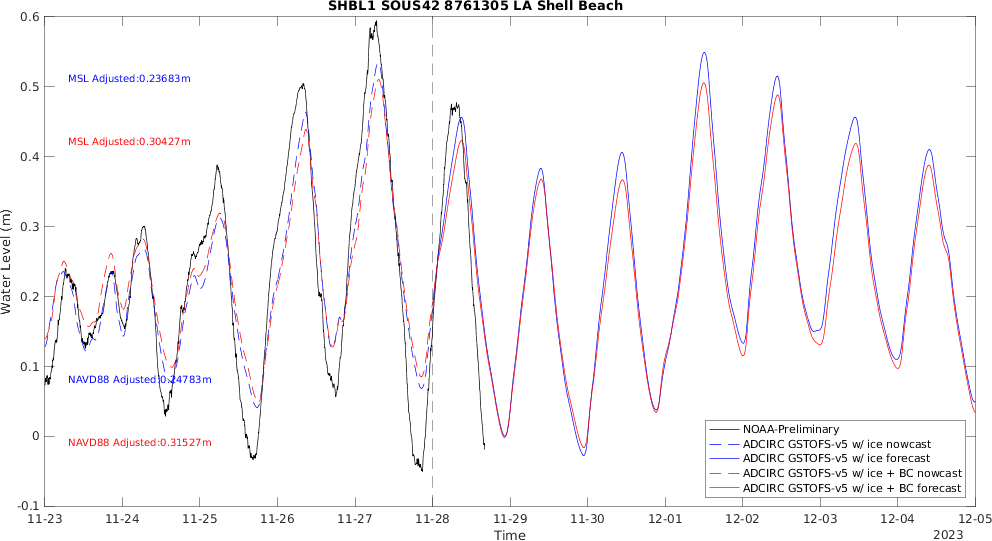 SHBL1 SOUS42 8761305 LA Shell Beach
0.6
0.5
0.4
0.3
0.2
0.1
0
-0.1
Water Level (m)
MSL Adjusted:0.23683m
MSL Adjusted:0.30427m
NAVD88 Adjusted:0.24783m
NAVD88 Adjusted:0.31527m
NOAA-Preliminary
ADCIRC GSTOFS-v5 w/ ice nowcast
ADCIRC GSTOFS-v5 w/ ice forecast
ADCIRC GSTOFS-v5 w/ ice + BC nowcast
ADCIRC GSTOFS-v5 w/ ice + BC forecast
11-23 11-24 11-25 11-26 11-27 11-28 11-29 11-30 12-01 12-02 12-03 12-04 12-05
Time
2023